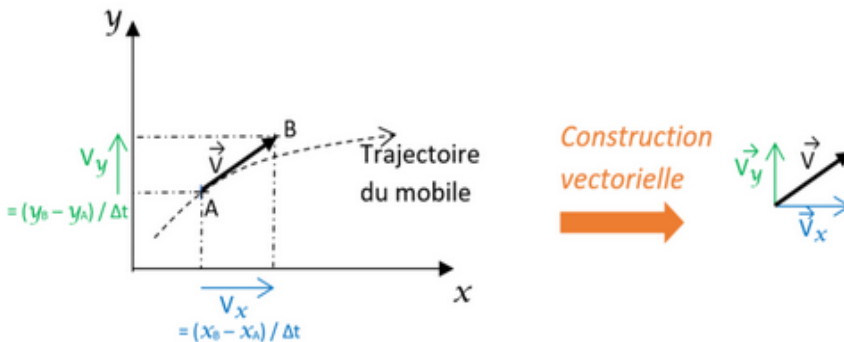 y
B
V⃗
Vy
A
= (yB – yA) / Δt
Trajectoire
du mobile
x
Vx
= (xB – xA) / Δt
Construction
vectorielle
V⃗y
V⃗
V⃗x